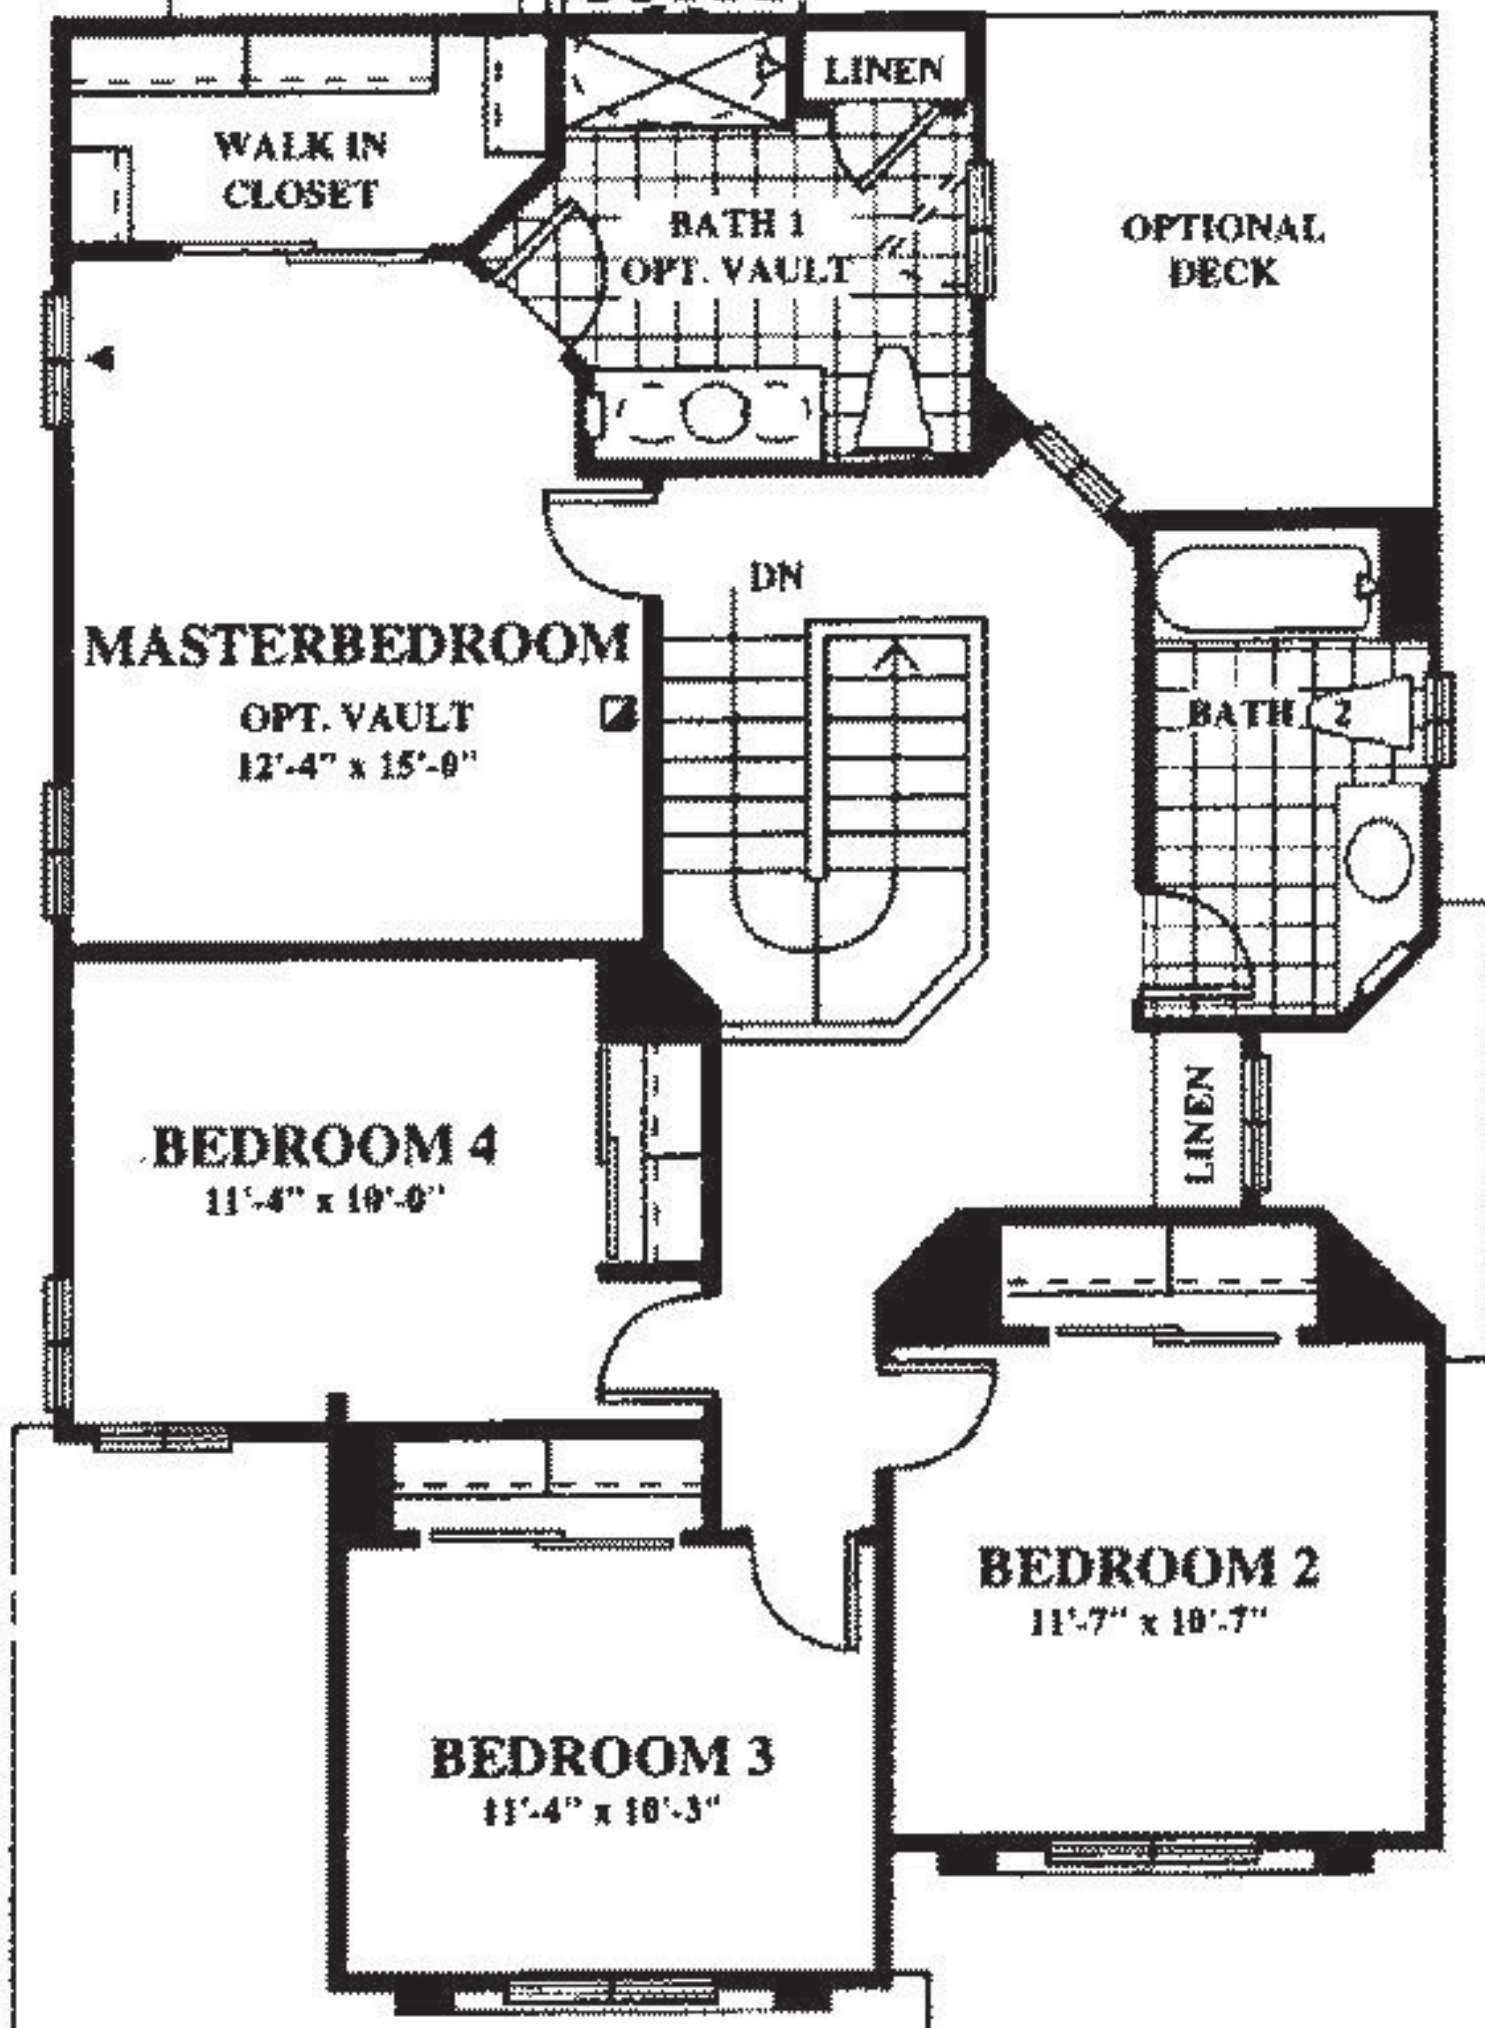 LINEN
WALK IN
CLOSET
BATH 1
OPT. VAULT
OPTIONAL
DECK
DN
MASTERBEDROOM
OPT. VAULT
12'-4" x 15'-0"
BATH 2
BEDROOM 4
11'-4" x 10'-0"
LINEN
BEDROOM 2
11'-7" x 10'-7"
BEDROOM 3
11'-4" x 10'-3"